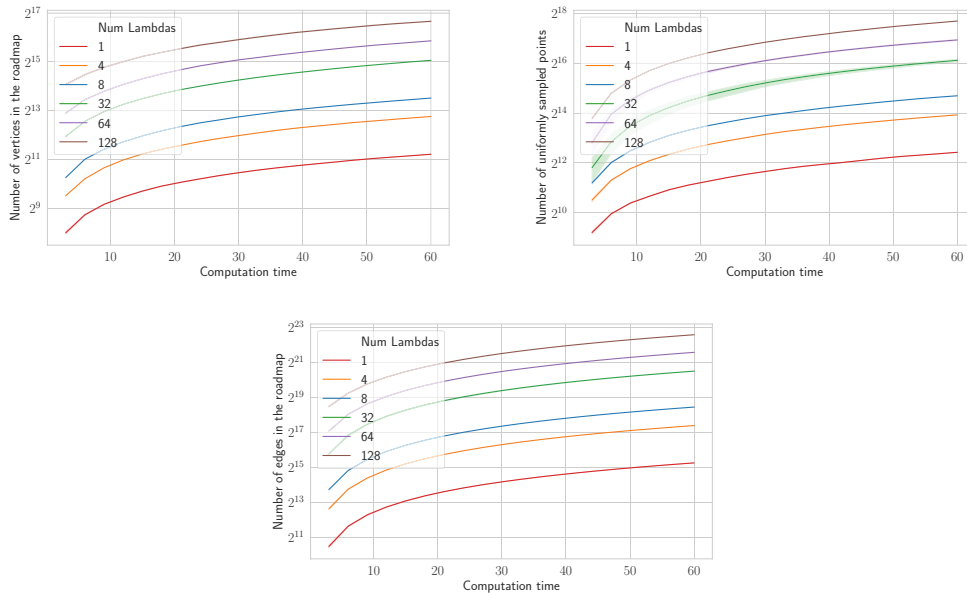 Number of vertices in the roadmap
2^17
2^15
2^13
2^11
2^9
Num Lambdas
1
4
8
32
64
128
10 20 30 40 50 60
Computation time
Number of uniformly sampled points
2^18
2^16
2^14
2^12
2^10
Num Lambdas
1
4
8
32
64
128
10 20 30 40 50 60
Computation time
Number of edges in the roadmap
2^23
2^21
2^19
2^17
2^15
2^13
2^11
Num Lambdas
1
4
8
32
64
128
10 20 30 40 50 60
Computation time